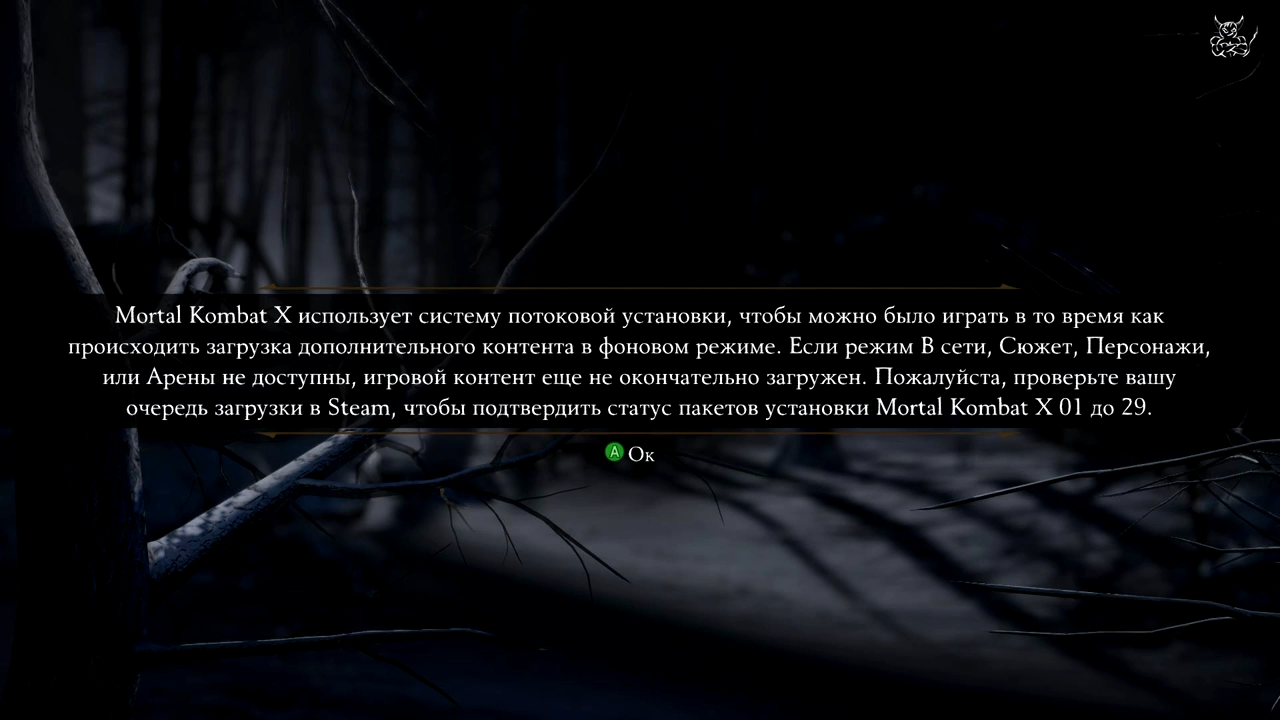 Mortal Kombat X использует систему потоковой установки, чтобы можно было играть в то время как
происходить загрузка дополнительного контента в фоновом режиме. Если режим В сети, Сюжет, Персонажи,
или Арены не доступны, игровой контент еще не окончательно загружен. Пожалуйста, проверьте вашу
очередь загрузки в Steam, чтобы подтвердить статус пакетов установки Mortal Kombat X 01 до 29.
A Ок